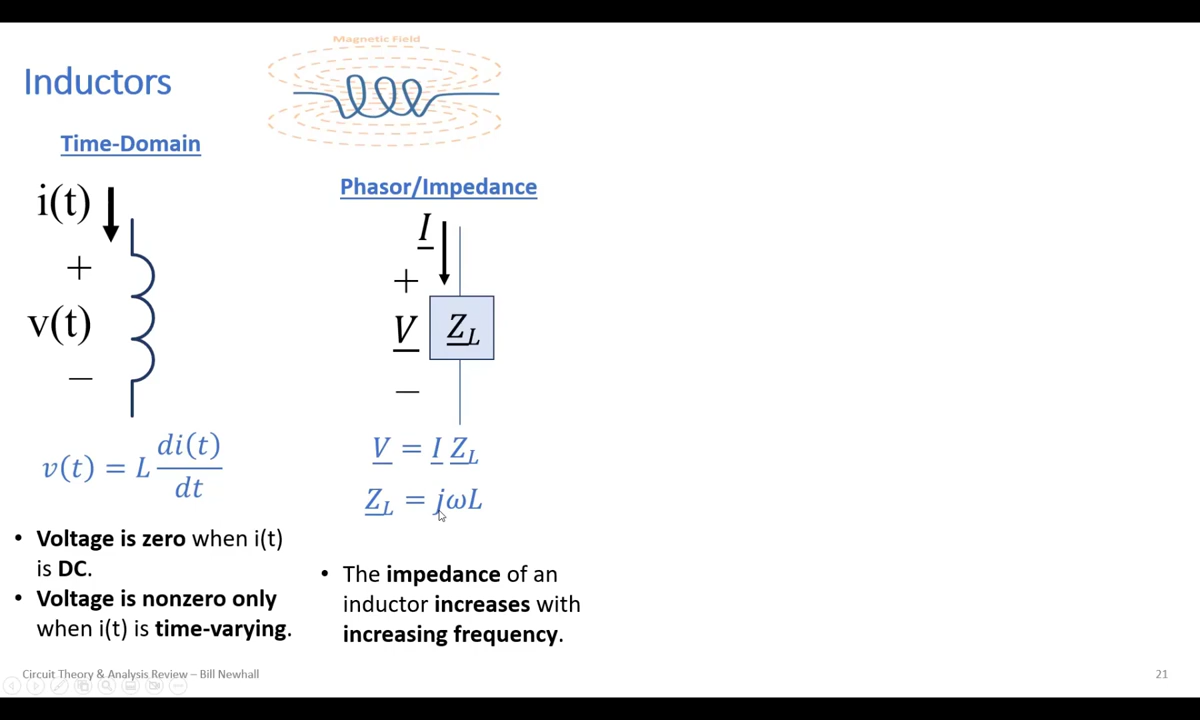 Magnetic Field
Inductors
Time-Domain
i(t)
+
v(t)
−
v(t) = L di(t)/dt
• Voltage is zero when i(t)
is DC.
• Voltage is nonzero only
when i(t) is time-varying.
Phasor/Impedance
I
+
V
Z_L
−
V = I Z_L
Z_L = jωL
• The impedance of an
inductor increases with
increasing frequency.
Circuit Theory & Analysis Review – Bill Newhall
21